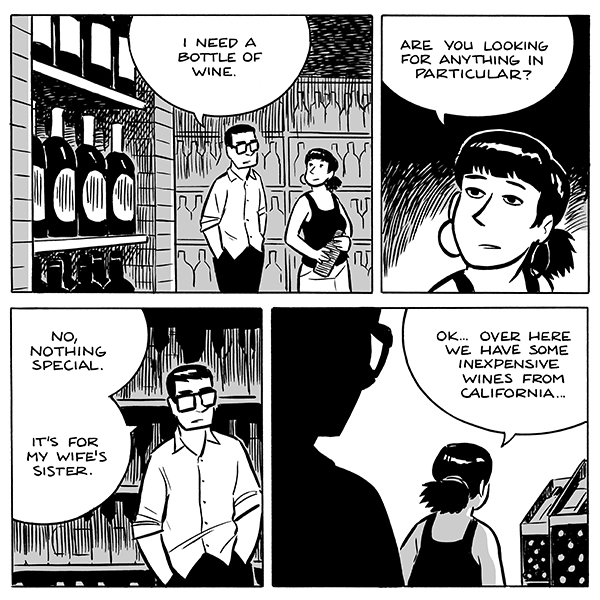 I NEED A
BOTTLE OF
WINE.
ARE YOU LOOKING
FOR ANYTHING IN
PARTICULAR?
NO,
NOTHING
SPECIAL.
IT'S FOR
MY WIFE'S
SISTER.
OK... OVER HERE
WE HAVE SOME
INEXPENSIVE
WINES FROM
CALIFORNIA...